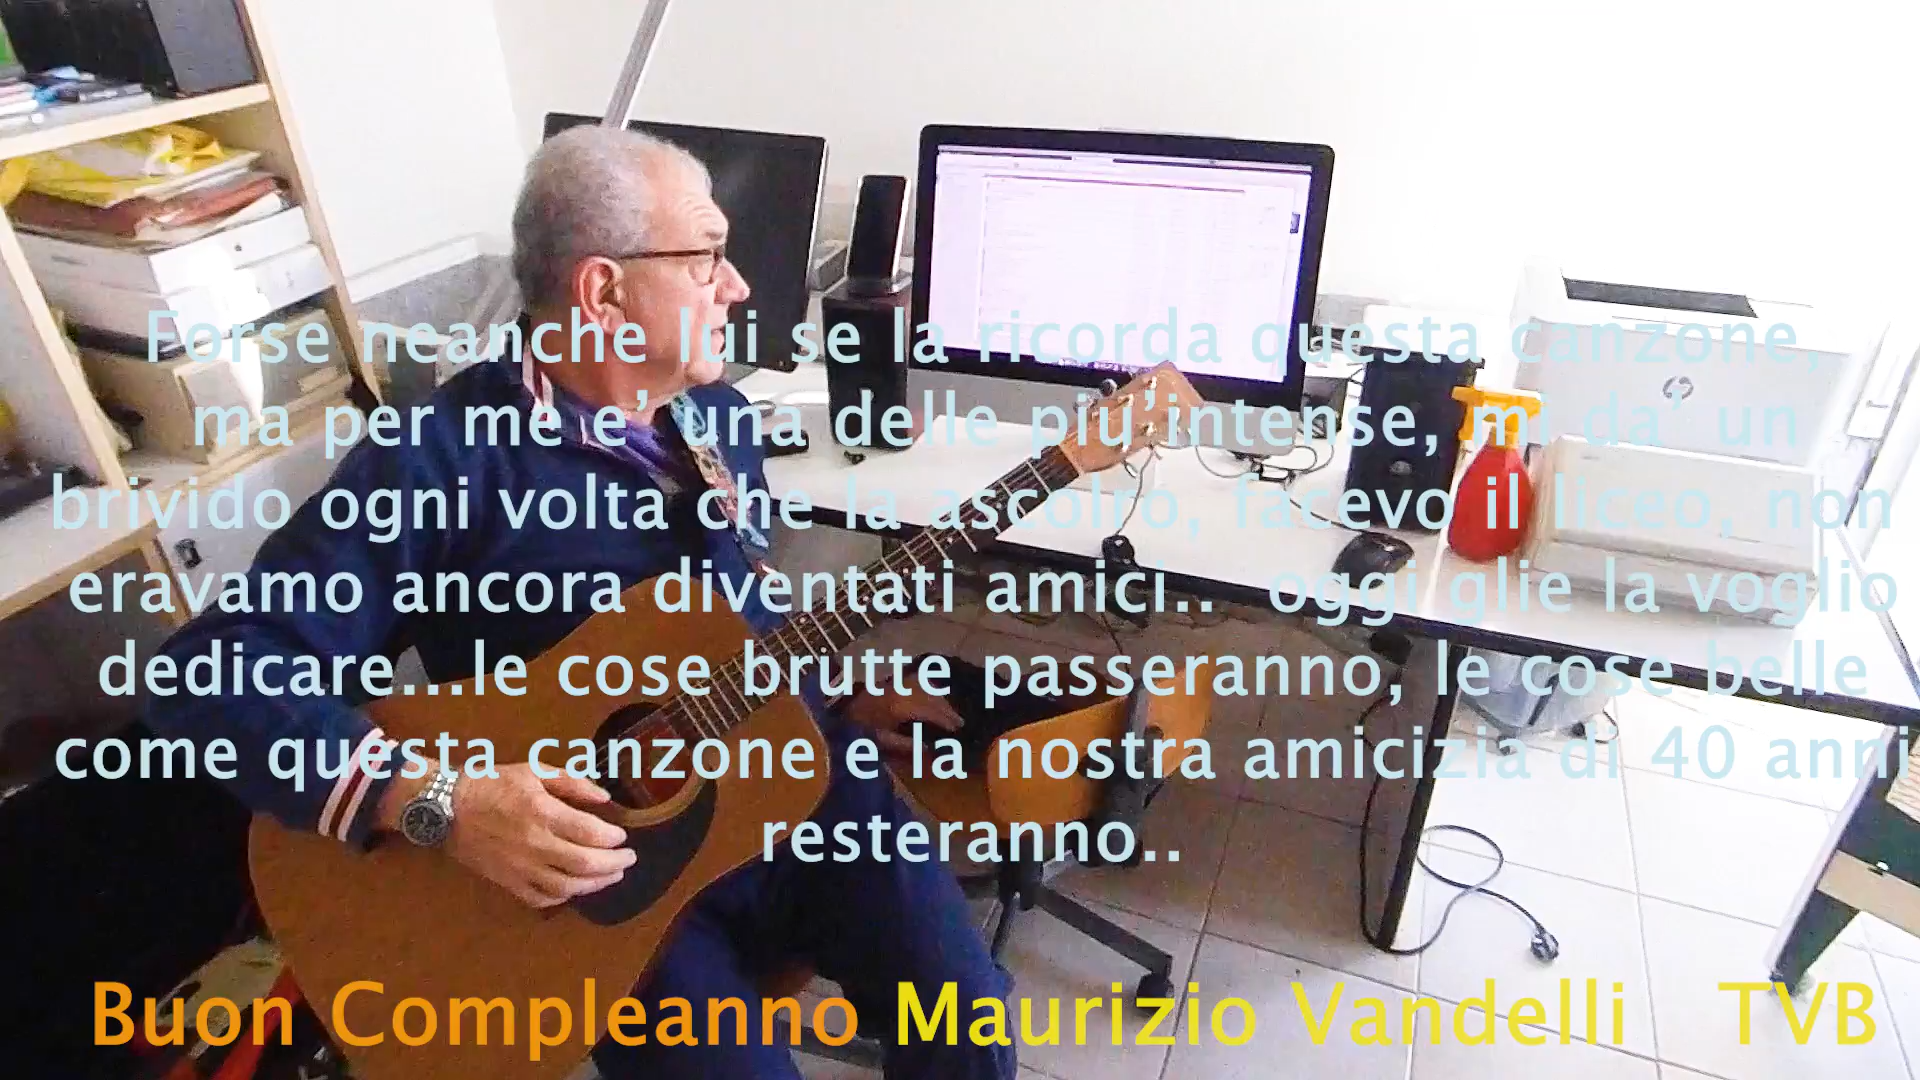 Forse neanche lui se la ricorda questa canzone,
ma per me e’ una delle piu’intense, mi da’ un
brivido ogni volta che la ascolro, facevo il liceo, non
eravamo ancora diventati amici.. oggi glie la voglio
dedicare...le cose brutte passeranno, le cose belle
come questa canzone e la nostra amicizia di 40 anni
resteranno..
Buon Compleanno Maurizio Vandelli TVB
hp